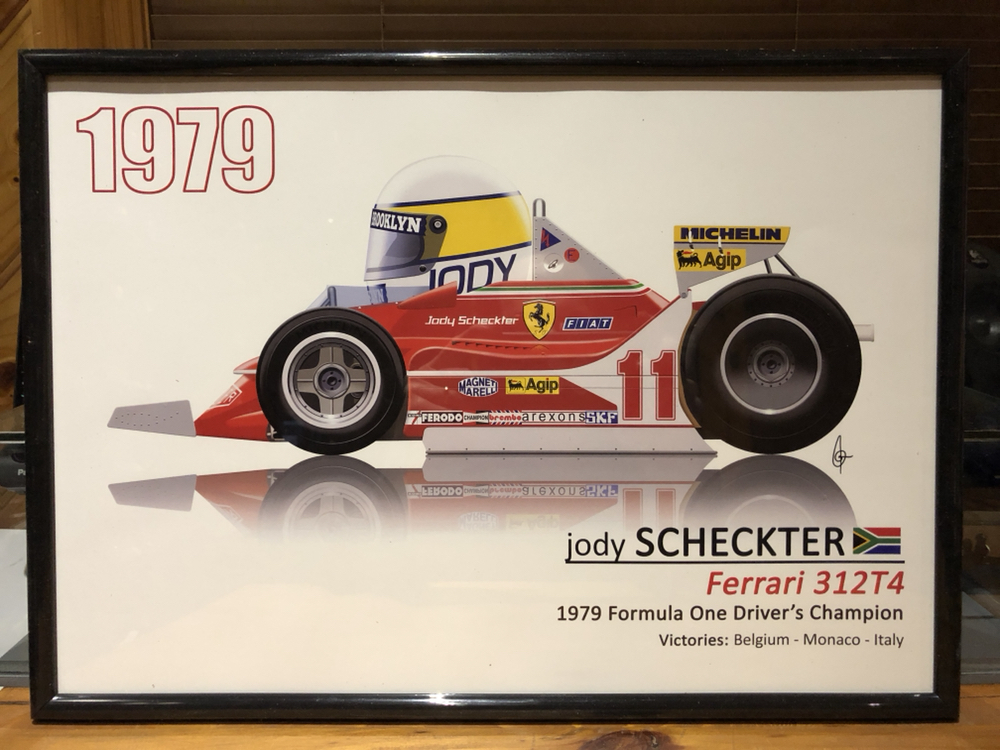 1979
BROOKLYN
JODY
MICHELIN
Agip
Jody Scheckter
FIAT
11
MAGNETI
MARELLI
Agip
FERODO CHAMPION brembo arexons SKF
jody SCHECKTER
Ferrari 312T4
1979 Formula One Driver's Champion
Victories: Belgium - Monaco - Italy